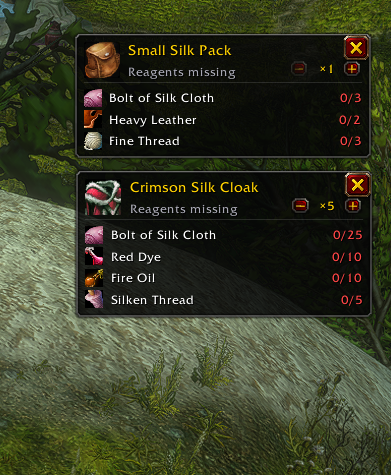 Small Silk Pack
Reagents missing ×1
Bolt of Silk Cloth 0/3
Heavy Leather 0/2
Fine Thread 0/3
Crimson Silk Cloak
Reagents missing ×5
Bolt of Silk Cloth 0/25
Red Dye 0/10
Fire Oil 0/10
Silken Thread 0/5